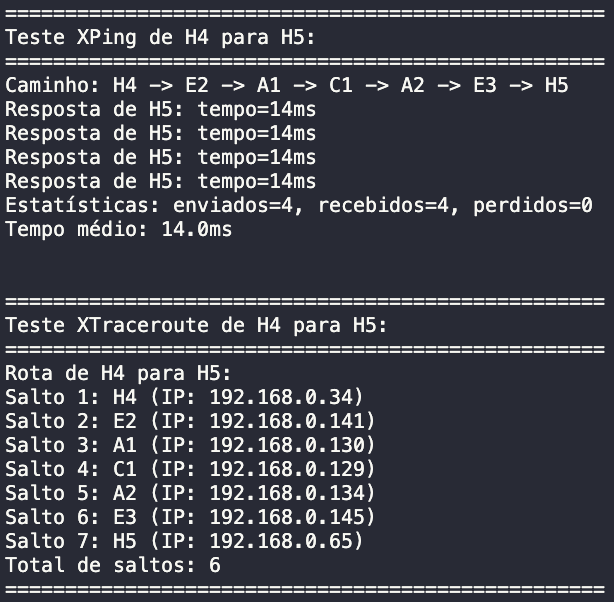 ==================================================
Teste XPing de H4 para H5:
==================================================
Caminho: H4 -> E2 -> A1 -> C1 -> A2 -> E3 -> H5
Resposta de H5: tempo=14ms
Resposta de H5: tempo=14ms
Resposta de H5: tempo=14ms
Resposta de H5: tempo=14ms
Estatísticas: enviados=4, recebidos=4, perdidos=0
Tempo médio: 14.0ms
==================================================
Teste XTraceroute de H4 para H5:
==================================================
Rota de H4 para H5:
Salto 1: H4 (IP: 192.168.0.34)
Salto 2: E2 (IP: 192.168.0.141)
Salto 3: A1 (IP: 192.168.0.130)
Salto 4: C1 (IP: 192.168.0.129)
Salto 5: A2 (IP: 192.168.0.134)
Salto 6: E3 (IP: 192.168.0.145)
Salto 7: H5 (IP: 192.168.0.65)
Total de saltos: 6
==================================================